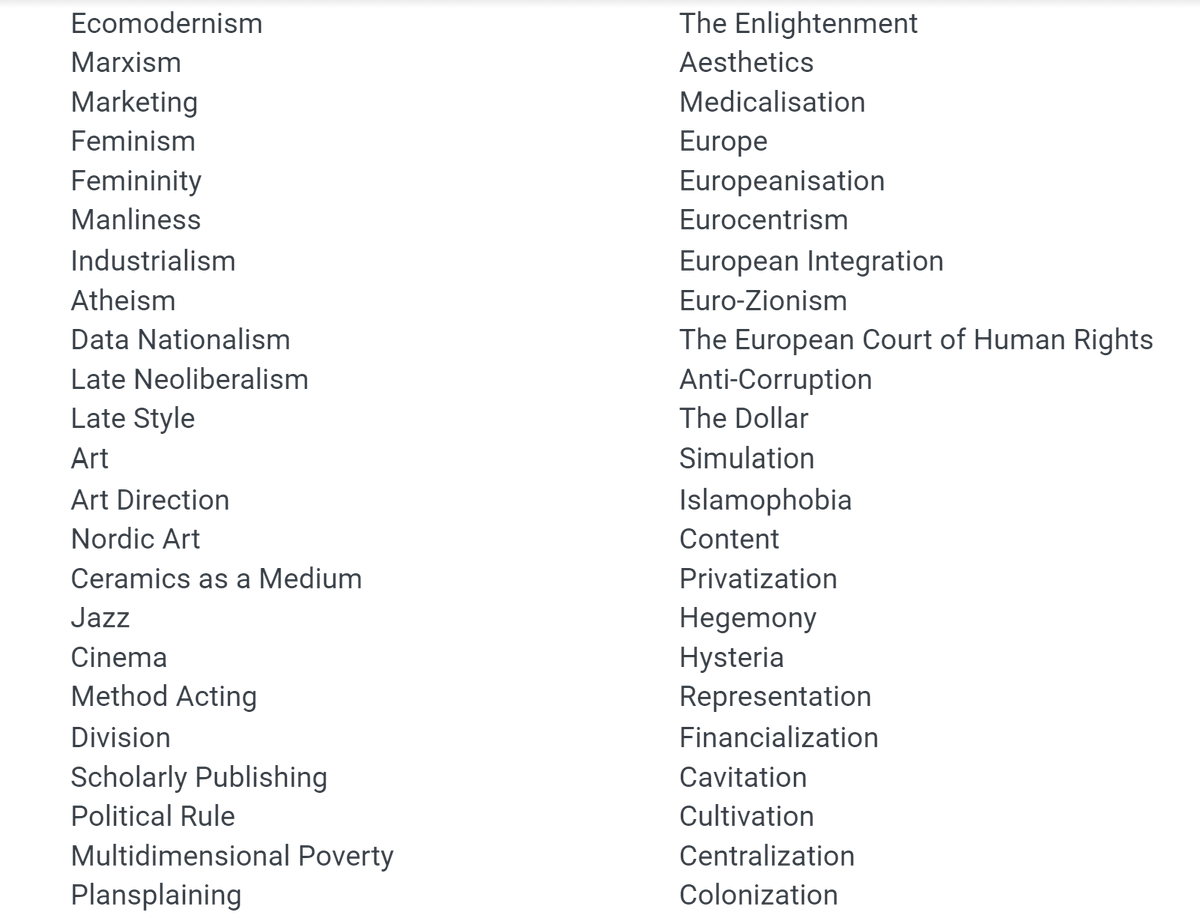 Ecomodernism
Marxism
Marketing
Feminism
Femininity
Manliness
Industrialism
Atheism
Data Nationalism
Late Neoliberalism
Late Style
Art
Art Direction
Nordic Art
Ceramics as a Medium
Jazz
Cinema
Method Acting
Division
Scholarly Publishing
Political Rule
Multidimensional Poverty
Plansplaining
The Enlightenment
Aesthetics
Medicalisation
Europe
Europeanisation
Eurocentrism
European Integration
Euro-Zionism
The European Court of Human Rights
Anti-Corruption
The Dollar
Simulation
Islamophobia
Content
Privatization
Hegemony
Hysteria
Representation
Financialization
Cavitation
Cultivation
Centralization
Colonization